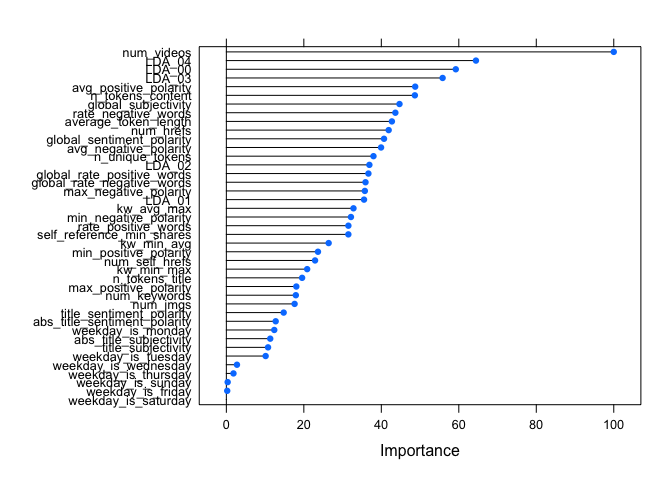 num_videos
LDA_04
LDA_00
LDA_03
avg_positive_polarity
n_tokens_content
global_subjectivity
rate_negative_words
average_token_length
num_hrefs
global_sentiment_polarity
avg_negative_polarity
n_unique_tokens
LDA_02
global_rate_positive_words
global_rate_negative_words
max_negative_polarity
LDA_01
kw_avg_max
min_negative_polarity
rate_positive_words
self_reference_min_shares
kw_min_avg
min_positive_polarity
num_self_hrefs
kw_min_max
n_tokens_title
max_positive_polarity
num_keywords
num_imgs
title_sentiment_polarity
abs_title_sentiment_polarity
weekday_is_monday
abs_title_subjectivity
title_subjectivity
weekday_is_tuesday
weekday_is_wednesday
weekday_is_thursday
weekday_is_sunday
weekday_is_friday
weekday_is_saturday
0 20 40 60 80 100
Importance